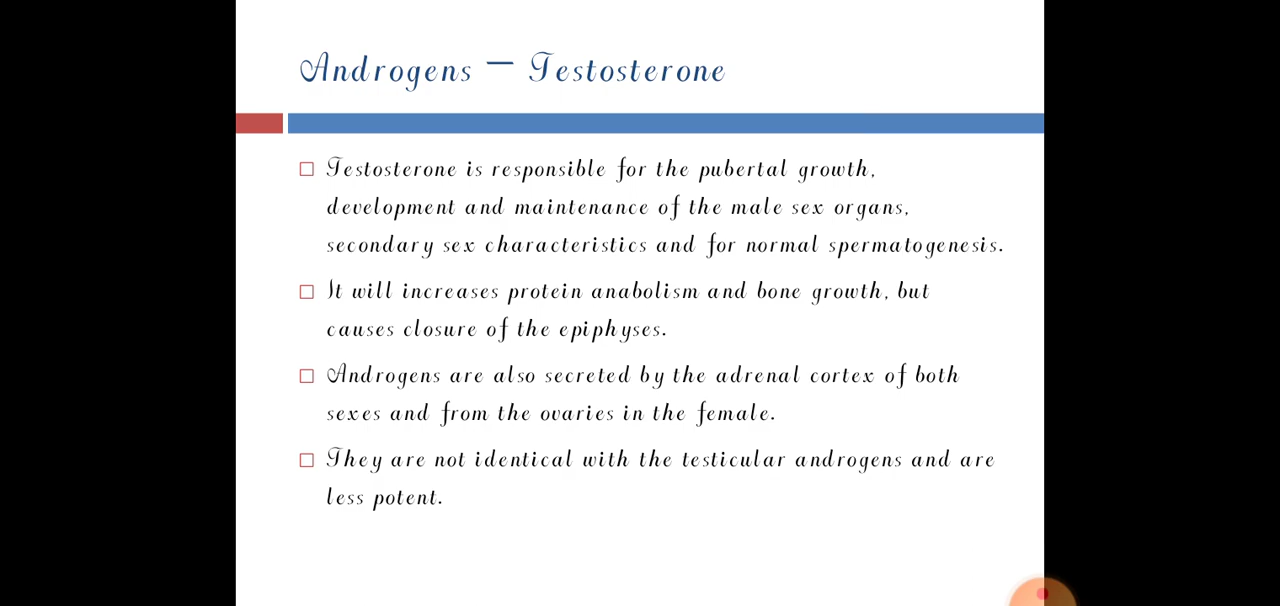 Androgens – Testosterone
Testosterone is responsible for the pubertal growth,
development and maintenance of the male sex organs,
secondary sex characteristics and for normal spermatogenesis.
It will increases protein anabolism and bone growth, but
causes closure of the epiphyses.
Androgens are also secreted by the adrenal cortex of both
sexes and from the ovaries in the female.
They are not identical with the testicular androgens and are
less potent.